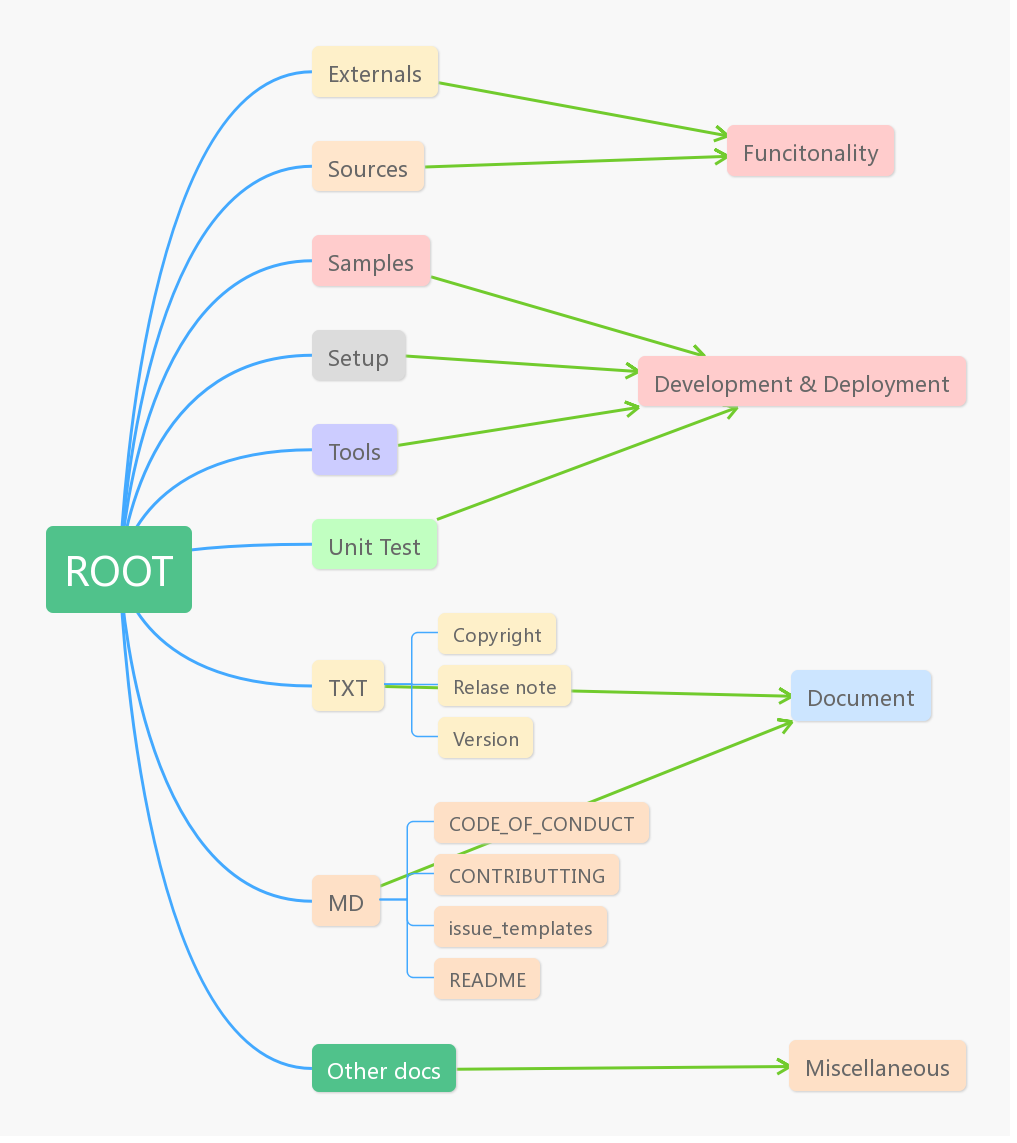 Externals
Funcitonality
Sources
Samples
Setup
Development & Deployment
Tools
Unit Test
ROOT
Copyright
TXT
Relase note
Document
Version
CODE_OF_CONDUCT
CONTRIBUTTING
MD
issue_templates
README
Other docs
Miscellaneous